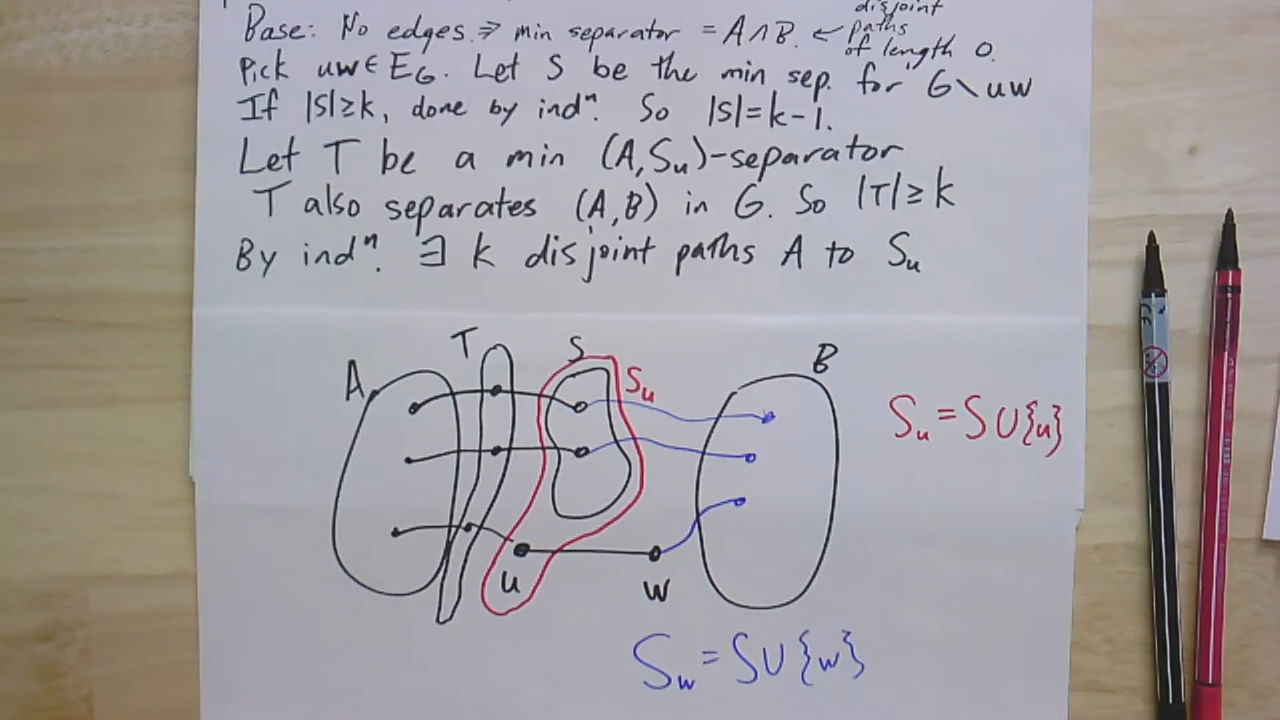 disjoint
Base: No edges ⇒ min separator = A∩B. ← paths
of length 0.
Pick uw∈E_G. Let S be the min sep. for G\uw
If |S|≥k, done by indⁿ. So |S|=k-1.
Let T be a min (A,S_u)-separator
T also separates (A,B) in G. So |T|≥k
By indⁿ. ∃ k disjoint paths A to S_u
T S B
A S_u
S_u = S∪{u}
u w
S_w = S∪{w}